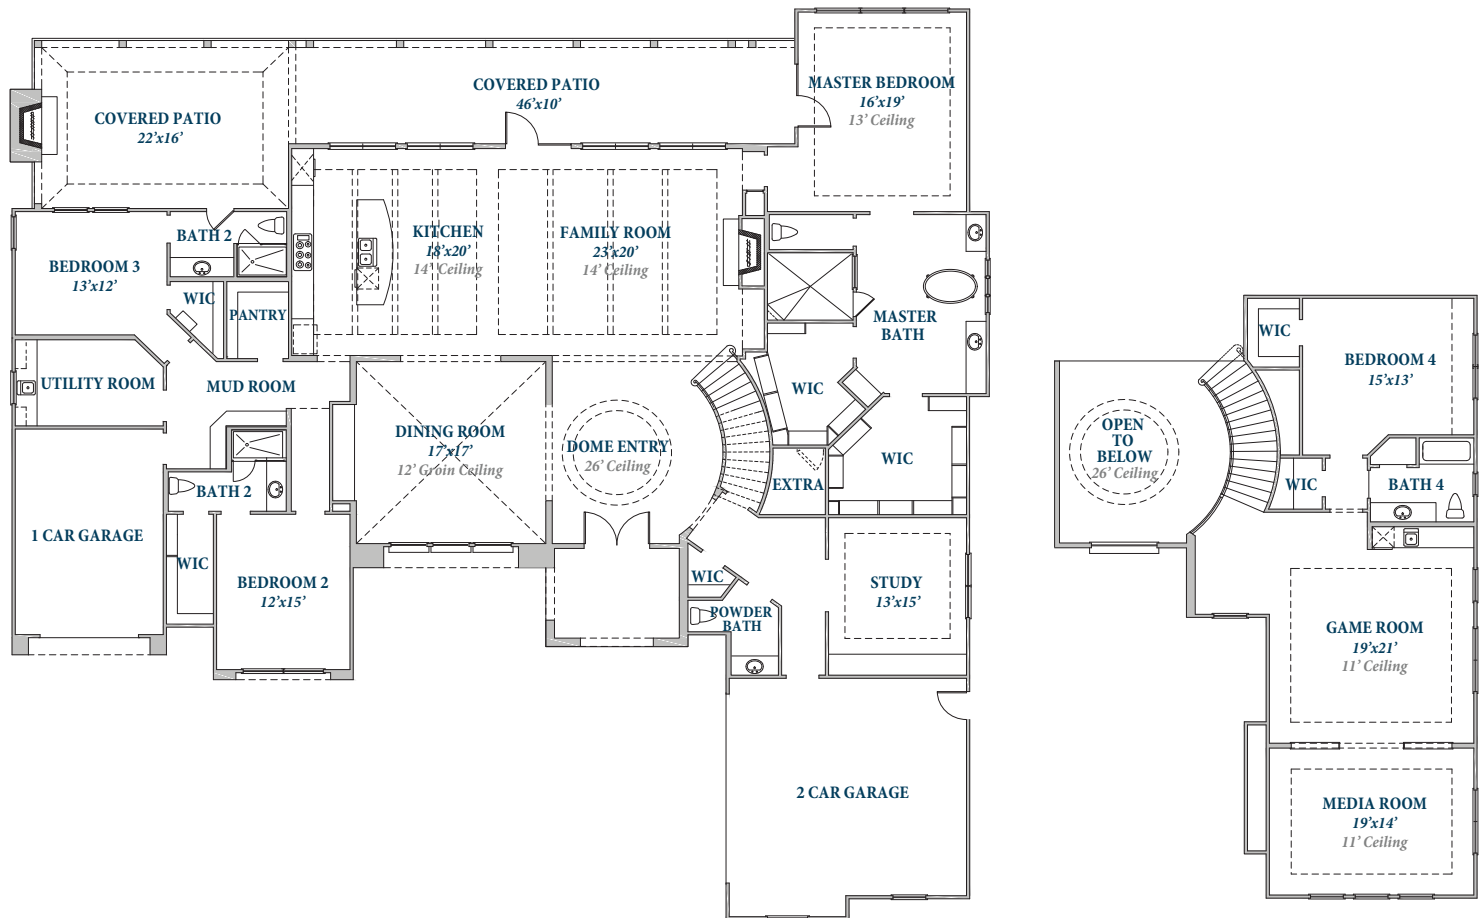 MASTER BEDROOM
16'x19'
13' Ceiling
COVERED PATIO
46'x10'
COVERED PATIO
22'x16'
KITCHEN
18'x20'
14' Ceiling
FAMILY ROOM
23'x20'
14' Ceiling
BATH 2
BEDROOM 3
13'x12'
WIC
PANTRY
MASTER
BATH
UTILITY ROOM
MUD ROOM
WIC
DINING ROOM
17'x17'
12' Groin Ceiling
DOME ENTRY
26' Ceiling
WIC
EXTRA
BATH 2
1 CAR GARAGE
WIC
BEDROOM 2
12'x15'
WIC
STUDY
13'x15'
POWDER
BATH
2 CAR GARAGE
WIC
BEDROOM 4
15'x13'
OPEN
TO
BELOW
26' Ceiling
WIC
BATH 4
GAME ROOM
19'x21'
11' Ceiling
MEDIA ROOM
19'x14'
11' Ceiling